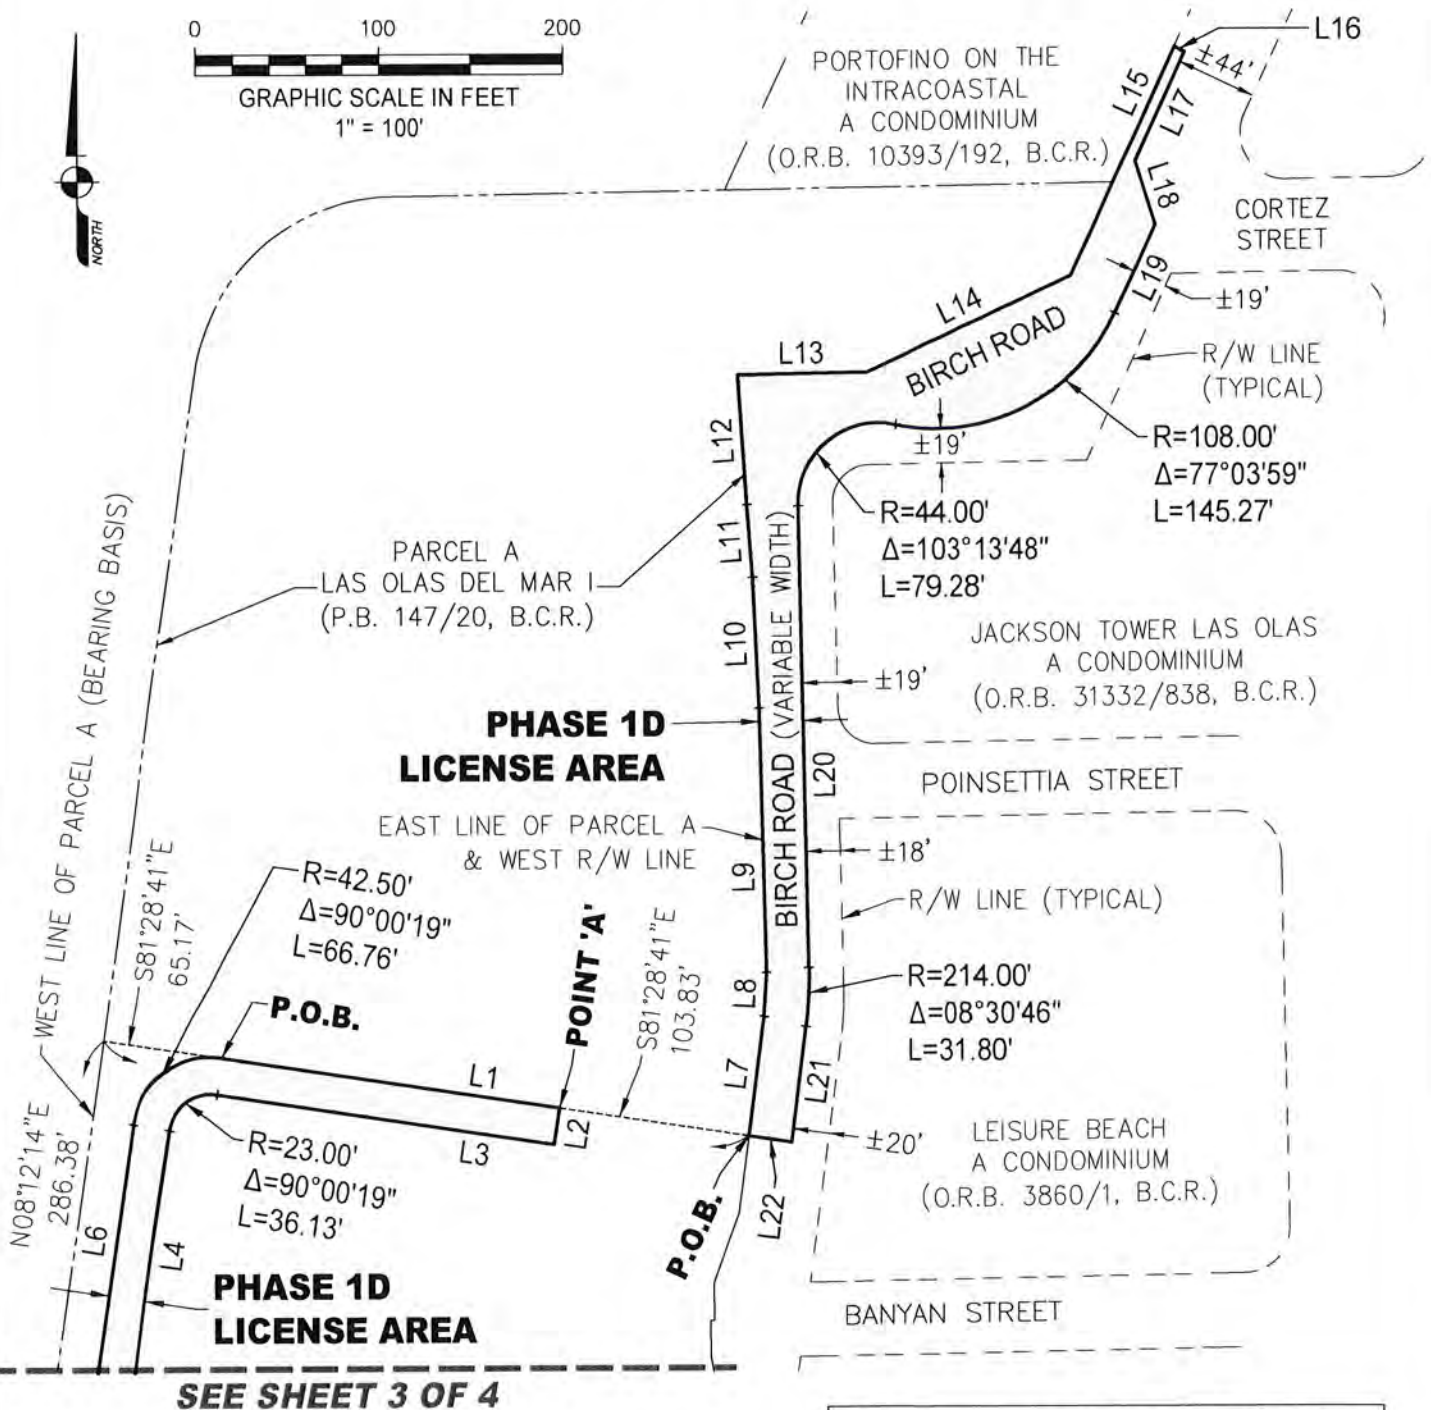 0 100 200
GRAPHIC SCALE IN FEET
1" = 100'
NORTH
PORTOFINO ON THE
INTRACOASTAL
A CONDOMINIUM
(O.R.B. 10393/192, B.C.R.)
L15
L16
±44'
L17
L18
CORTEZ
STREET
L19
±19'
L14
BIRCH ROAD
R/W LINE
(TYPICAL)
L13
L12
±19'
R=108.00'
Δ=77°03'59"
L=145.27'
R=44.00'
Δ=103°13'48"
L=79.28'
PARCEL A
LAS OLAS DEL MAR I
(P.B. 147/20, B.C.R.)
L11
L10
BIRCH ROAD (VARIABLE WIDTH)
JACKSON TOWER LAS OLAS
A CONDOMINIUM
(O.R.B. 31332/838, B.C.R.)
±19'
PHASE 1D
LICENSE AREA
L20
POINSETTIA STREET
EAST LINE OF PARCEL A
& WEST R/W LINE
±18'
L9
R/W LINE (TYPICAL)
WEST LINE OF PARCEL A (BEARING BASIS)
S81°28'41"E
65.17'
R=42.50'
Δ=90°00'19"
L=66.76'
P.O.B.
POINT 'A'
S81°28'41"E
103.83'
L8
R=214.00'
Δ=08°30'46"
L=31.80'
L7
L21
L1
L2
L3
R=23.00'
Δ=90°00'19"
L=36.13'
±20'
LEISURE BEACH
A CONDOMINIUM
(O.R.B. 3860/1, B.C.R.)
P.O.B.
L22
N08°12'14"E
286.38'
L6
L4
PHASE 1D
LICENSE AREA
BANYAN STREET
SEE SHEET 3 OF 4